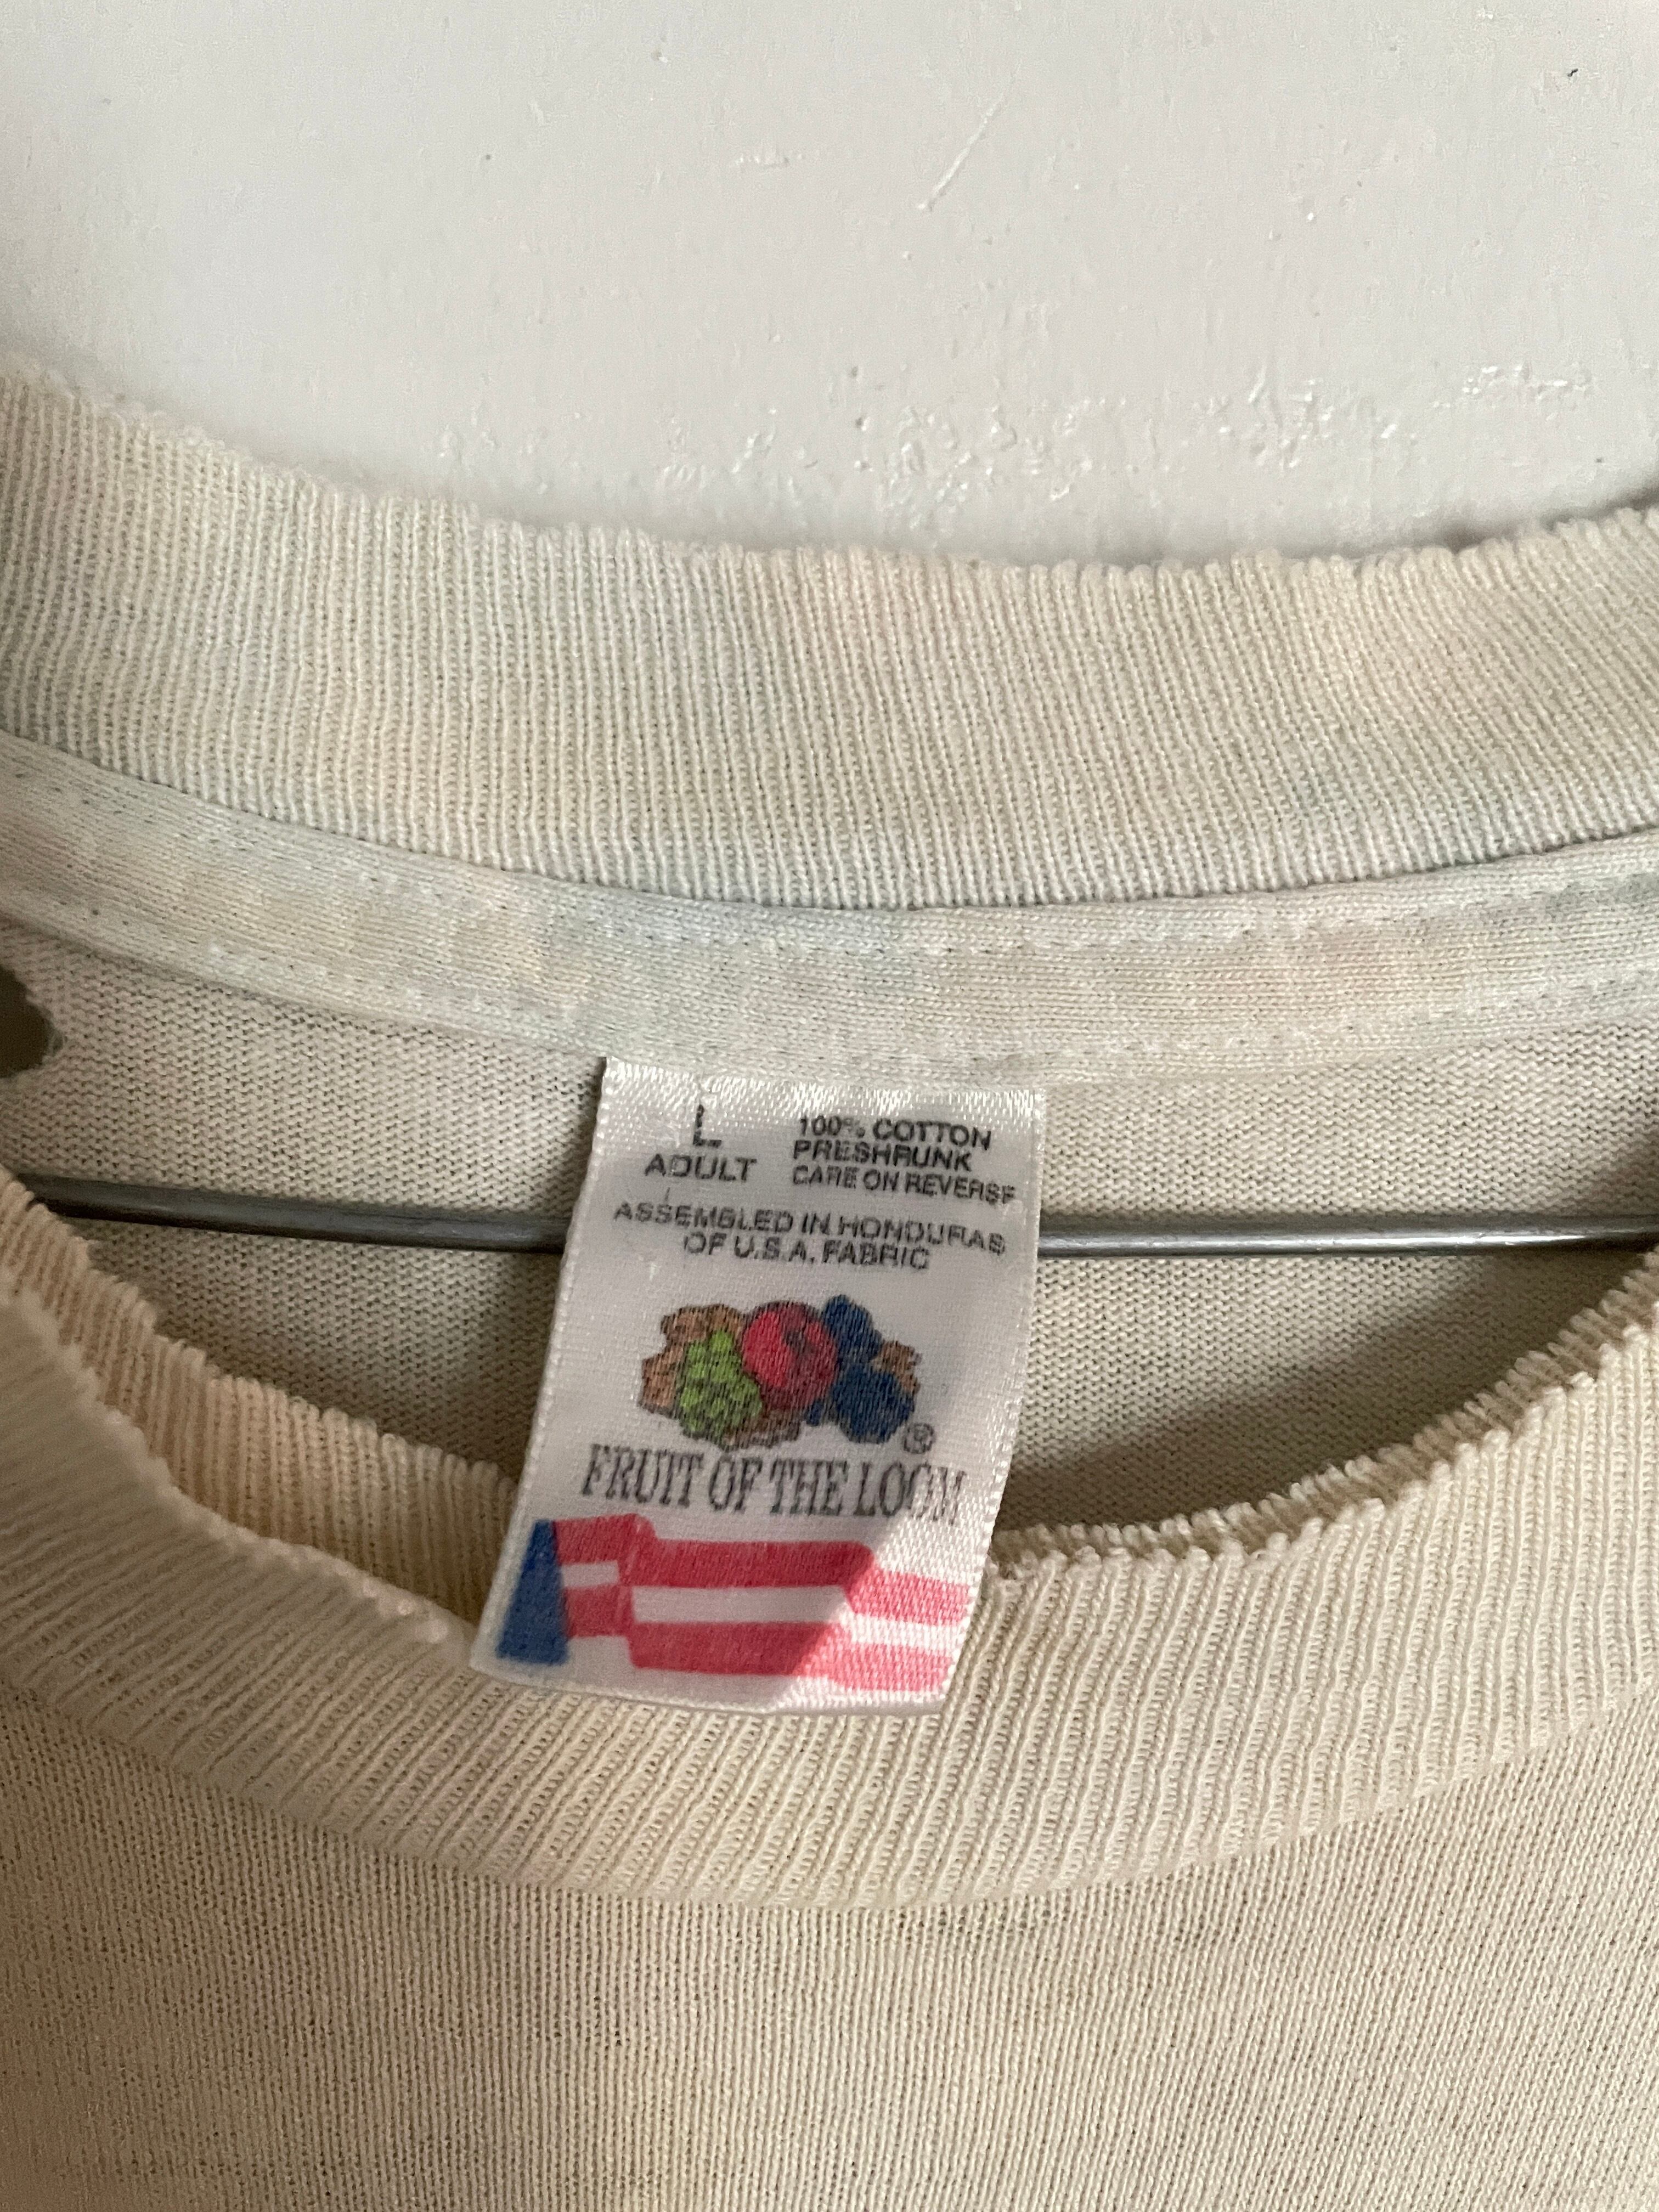 L
ADULT
100% COTTON
PRESHRUNK
CARE ON REVERSE
ASSEMBLED IN HONDURAS
OF U.S.A. FABRIC
®
FRUIT OF THE LOOM